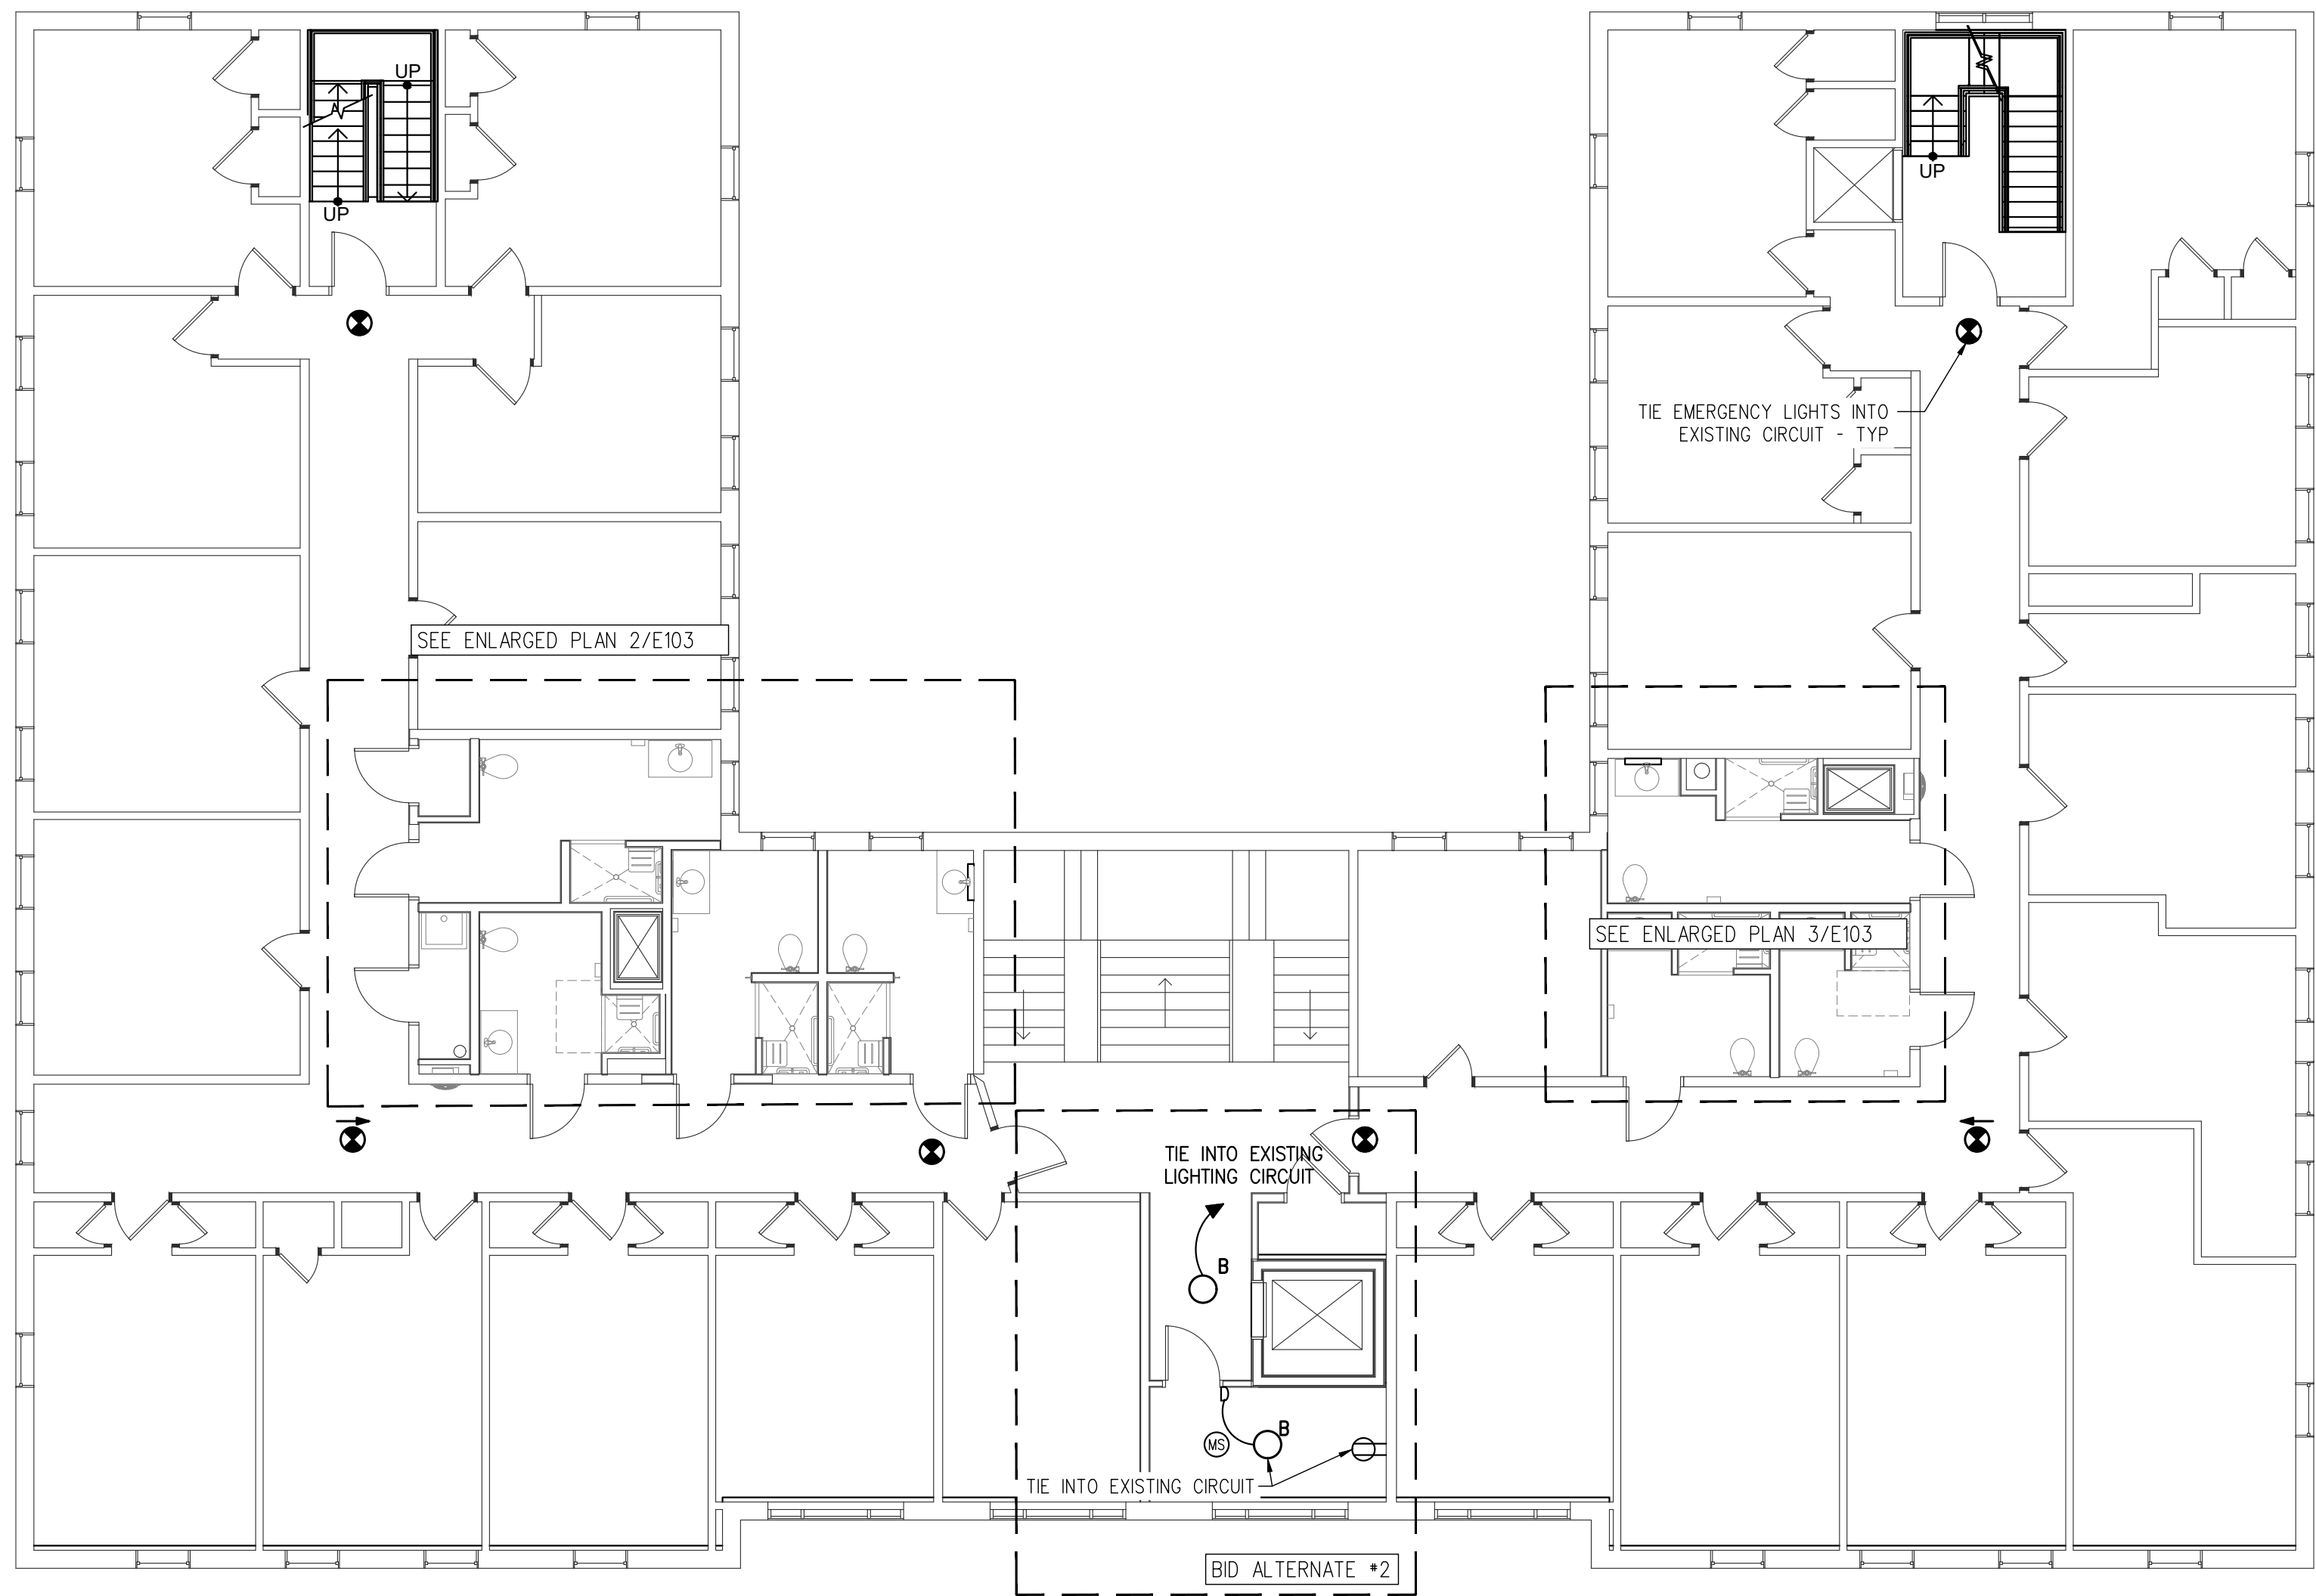 UP
UP
UP
TIE EMERGENCY LIGHTS INTO
EXISTING CIRCUIT - TYP
SEE ENLARGED PLAN 2/E103
SEE ENLARGED PLAN 3/E103
TIE INTO EXISTING
LIGHTING CIRCUIT
B
B
MS
TIE INTO EXISTING CIRCUIT
BID ALTERNATE #2